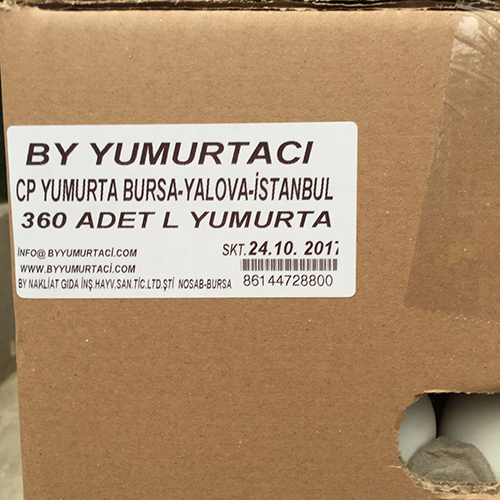 BY YUMURTACI
CP YUMURTA BURSA-YALOVA-İSTANBUL
360 ADET L YUMURTA
İNFO@BYYUMURTACİ.COM SKT.24.10. 2017
WWW.BYYUMURTACİ.COM
BY NAKLİAT GIDA İNŞ.HAYV.SAN.TİC.LTD.ŞTİ NOSAB-BURSA 86144728800